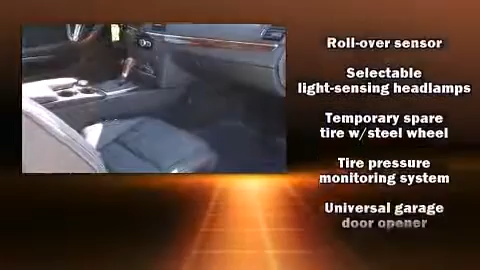 Roll-over sensor
Selectable
light-sensing headlamps
Temporary spare
tire w/steel wheel
Tire pressure
monitoring system
Universal garage
door opener